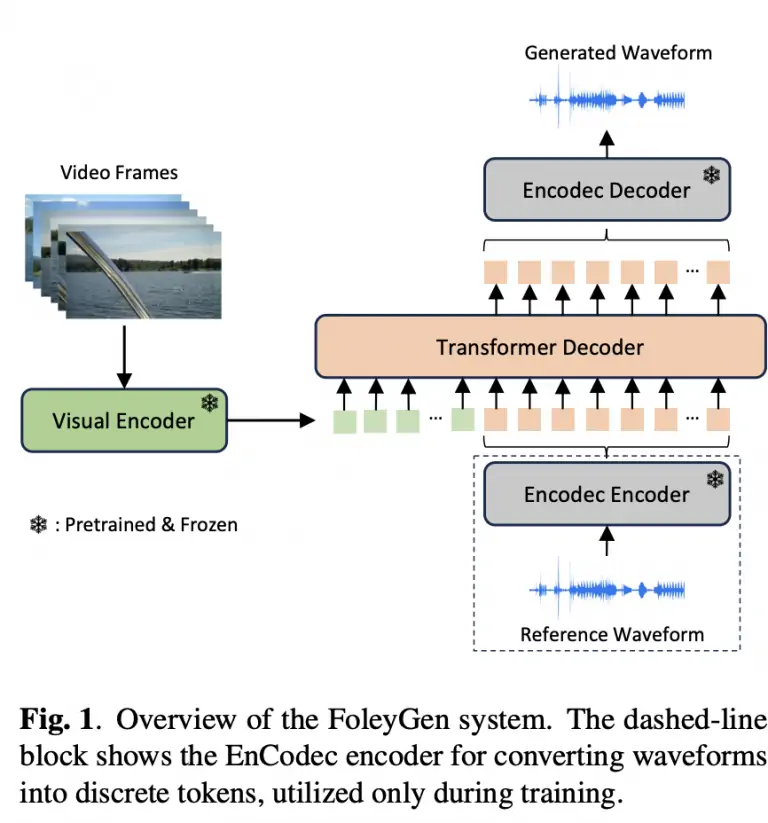 Generated Waveform
Video Frames
Encodec Decoder
...
Transformer Decoder
Visual Encoder
... ...
Encodec Encoder
❄ : Pretrained & Frozen
Reference Waveform
Fig. 1. Overview of the FoleyGen system. The dashed-line
block shows the EnCodec encoder for converting waveforms
into discrete tokens, utilized only during training.